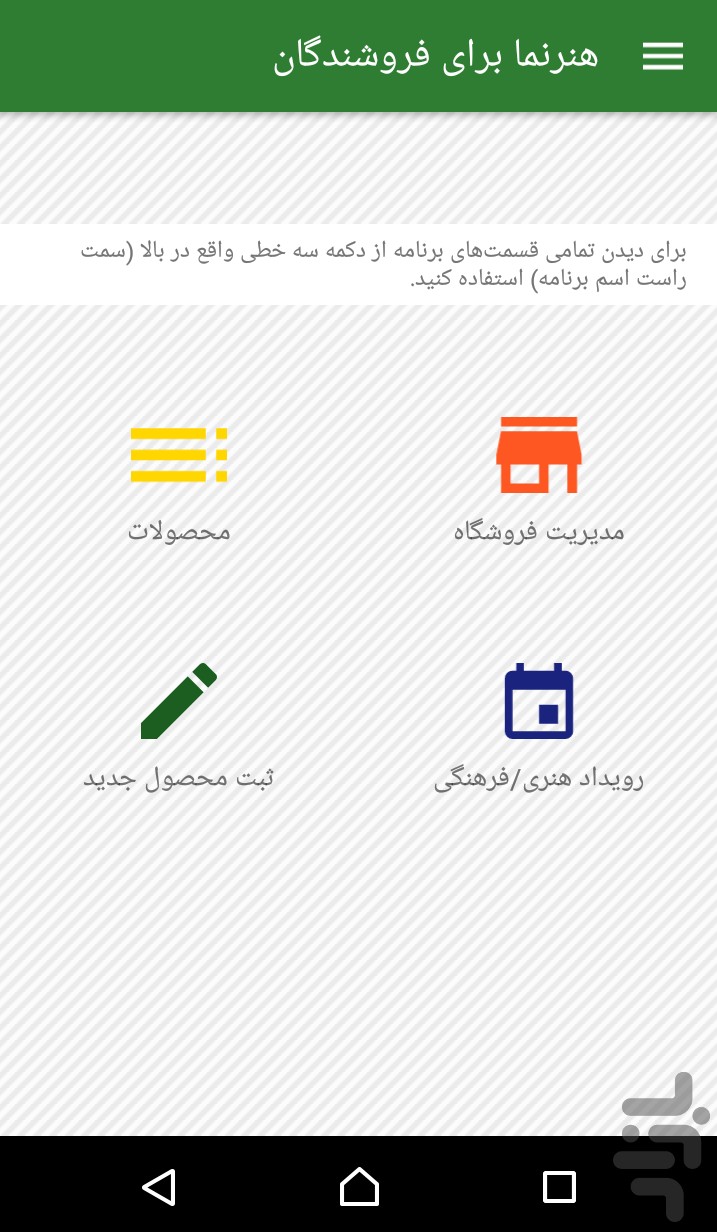 هنرنما برای فروشندگان
برای دیدن تمامی قسمت‌های برنامه از دکمه سه خطی واقع در بالا (سمت
راست اسم برنامه) استفاده کنید.
مدیریت فروشگاه
محصولات
رویداد هنری/فرهنگی
ثبت محصول جدید
بازار